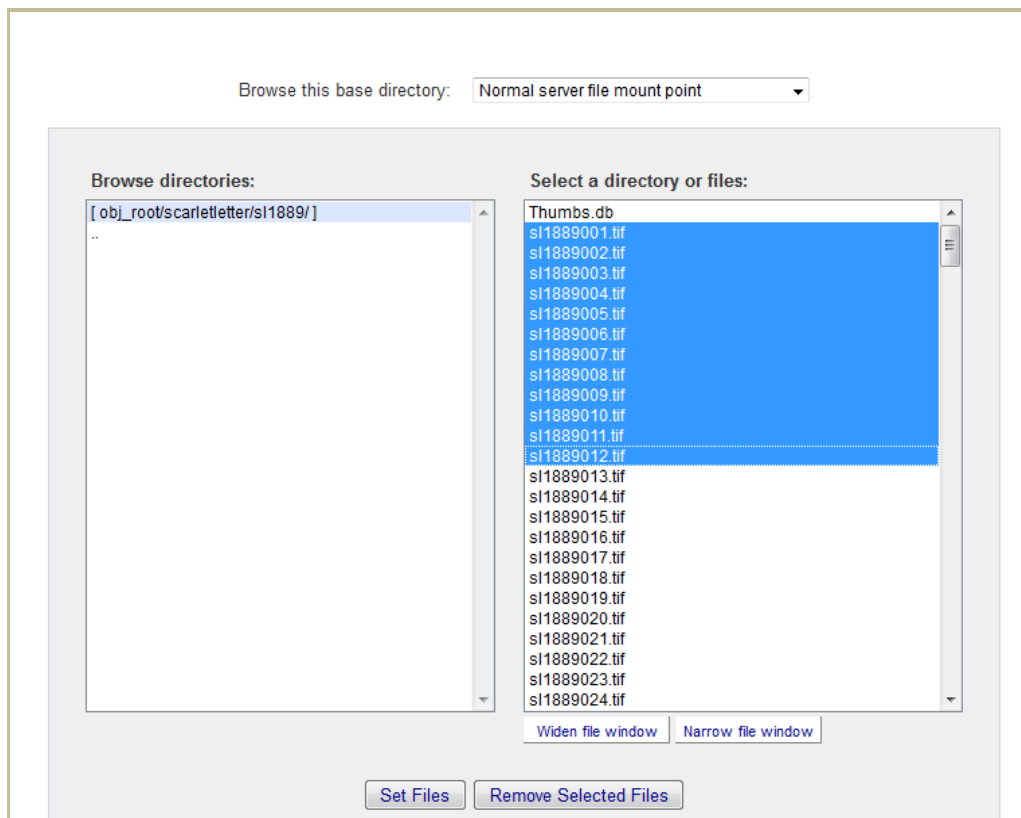 Browse this base directory: Normal server file mount point
Browse directories:
[ obj_root/scarletletter/sl1889/ ]
..
Select a directory or files:
Thumbs.db
sl1889001.tif
sl1889002.tif
sl1889003.tif
sl1889004.tif
sl1889005.tif
sl1889006.tif
sl1889007.tif
sl1889008.tif
sl1889009.tif
sl1889010.tif
sl1889011.tif
sl1889012.tif
sl1889013.tif
sl1889014.tif
sl1889015.tif
sl1889016.tif
sl1889017.tif
sl1889018.tif
sl1889019.tif
sl1889020.tif
sl1889021.tif
sl1889022.tif
sl1889023.tif
sl1889024.tif
Widen file window Narrow file window
Set Files Remove Selected Files